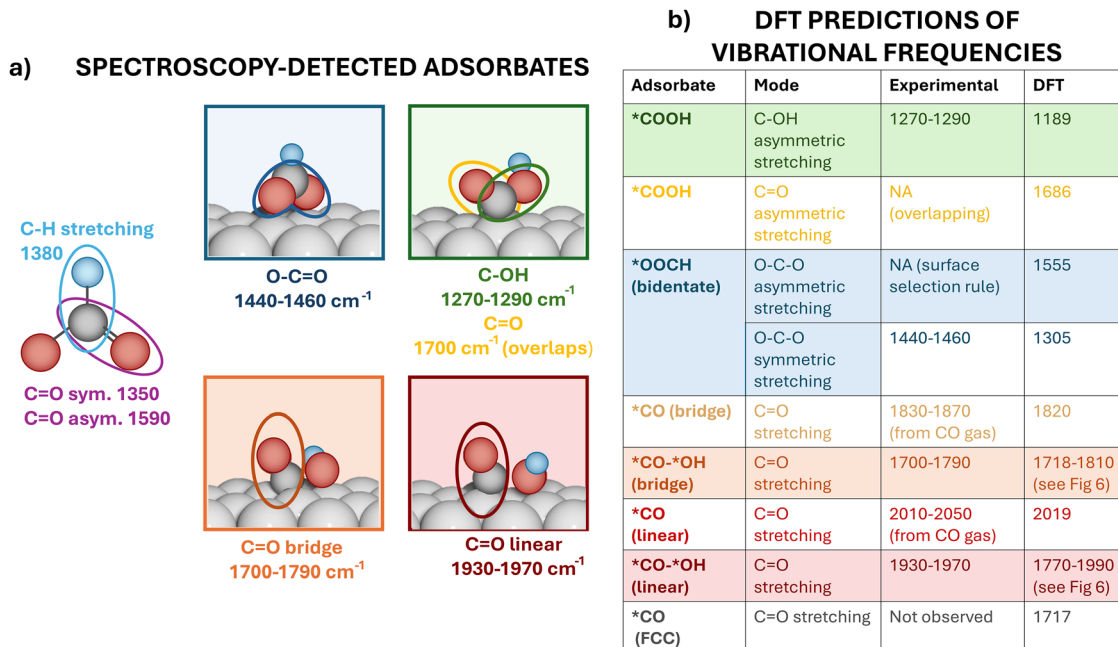 a) SPECTROSCOPY-DETECTED ADSORBATES
C-H stretching
1380
C=O sym. 1350
C=O asym. 1590
O-C=O
1440-1460 cm⁻¹
C-OH
1270-1290 cm⁻¹
C=O
1700 cm⁻¹ (overlaps)
C=O bridge
1700-1790 cm⁻¹
C=O linear
1930-1970 cm⁻¹
b) DFT PREDICTIONS OF
VIBRATIONAL FREQUENCIES
Adsorbate Mode Experimental DFT
*COOH C-OH 1270-1290 1189
asymmetric
stretching
*COOH C=O NA 1686
asymmetric (overlapping)
stretching
*OOCH O-C-O NA (surface 1555
(bidentate) asymmetric selection rule)
stretching
O-C-O 1440-1460 1305
symmetric
stretching
*CO (bridge) C=O 1830-1870 1820
stretching (from CO gas)
*CO-*OH C=O 1700-1790 1718-1810
(bridge) stretching (see Fig 6)
*CO C=O 2010-2050 2019
(linear) stretching (from CO gas)
*CO-*OH C=O 1930-1970 1770-1990
(linear) stretching (see Fig 6)
*CO C=O stretching Not observed 1717
(FCC)